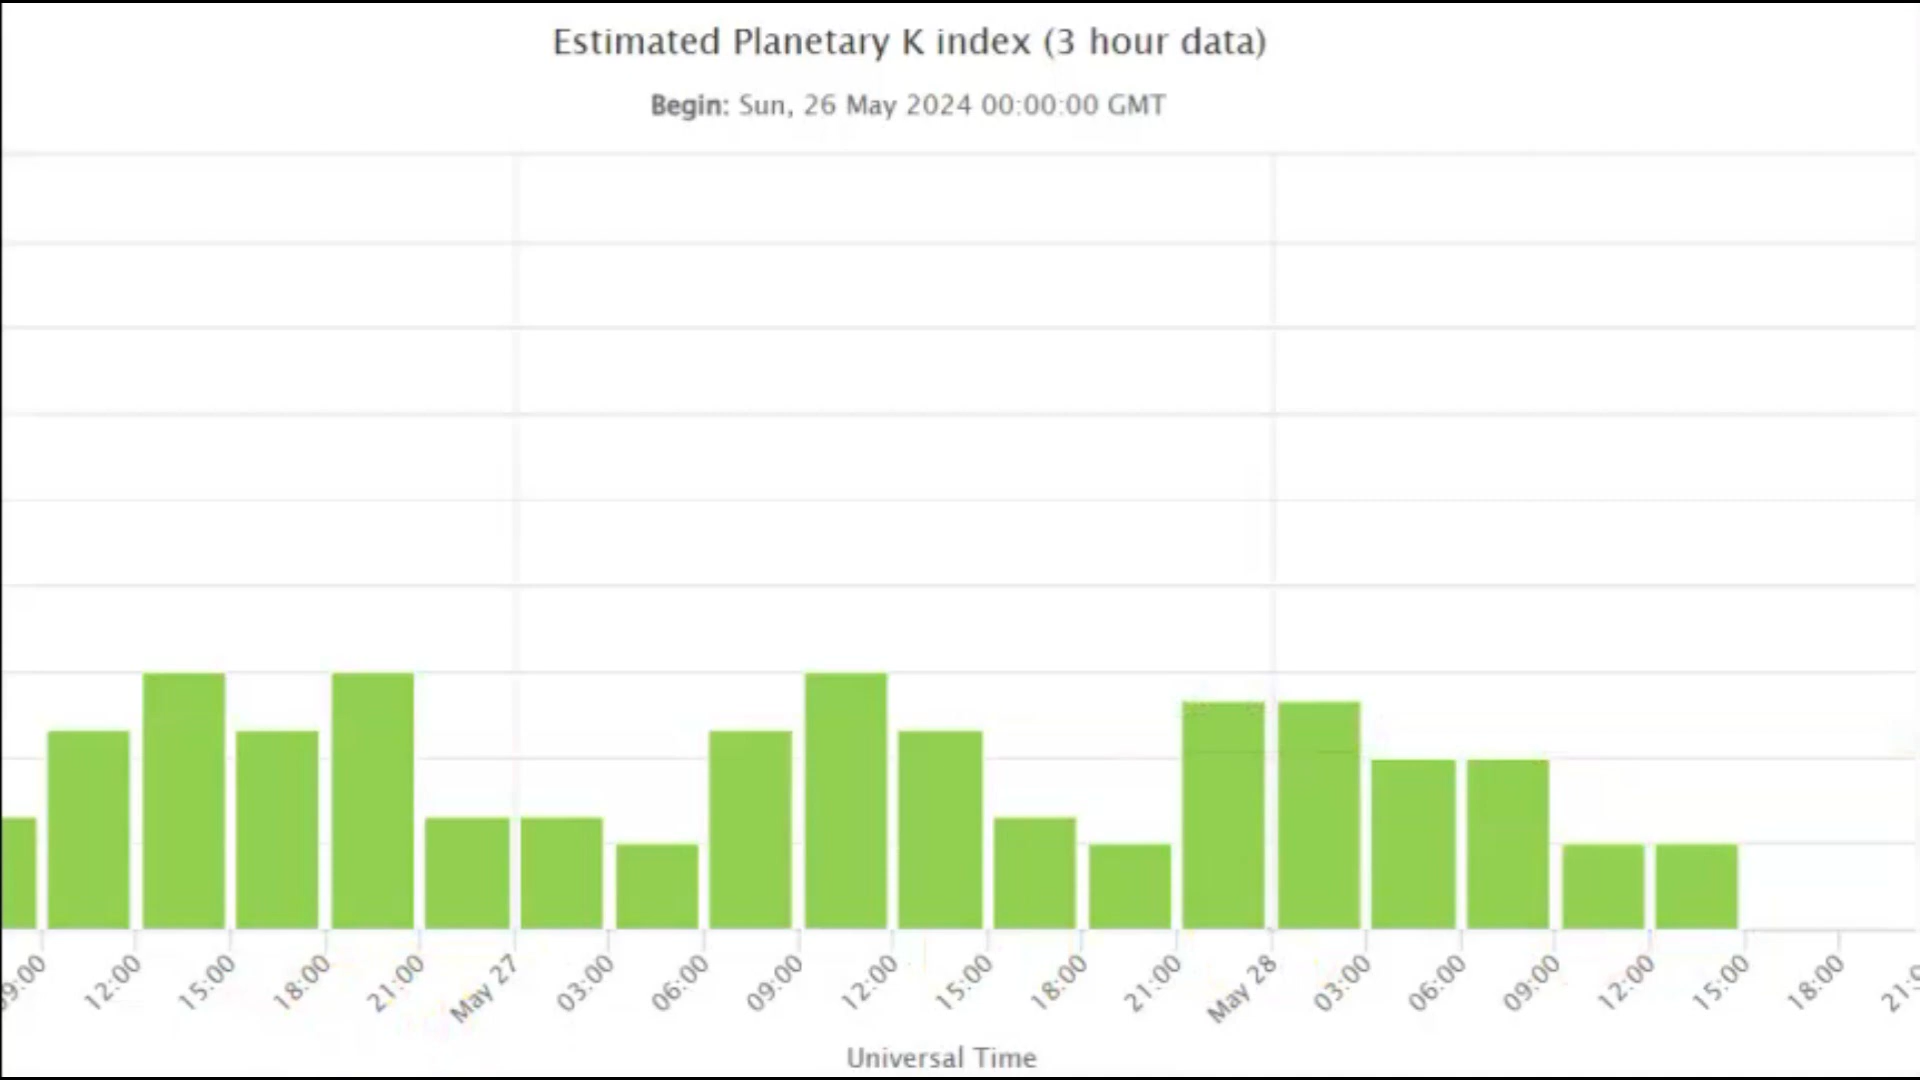 Estimated Planetary K index (3 hour data)
Begin: Sun, 26 May 2024 00:00:00 GMT
12:00 15:00 18:00 21:00 May 27 03:00 06:00 09:00 12:00 15:00 18:00 21:00 May 28 03:00 06:00 09:00 12:00 15:00 18:00
Universal Time